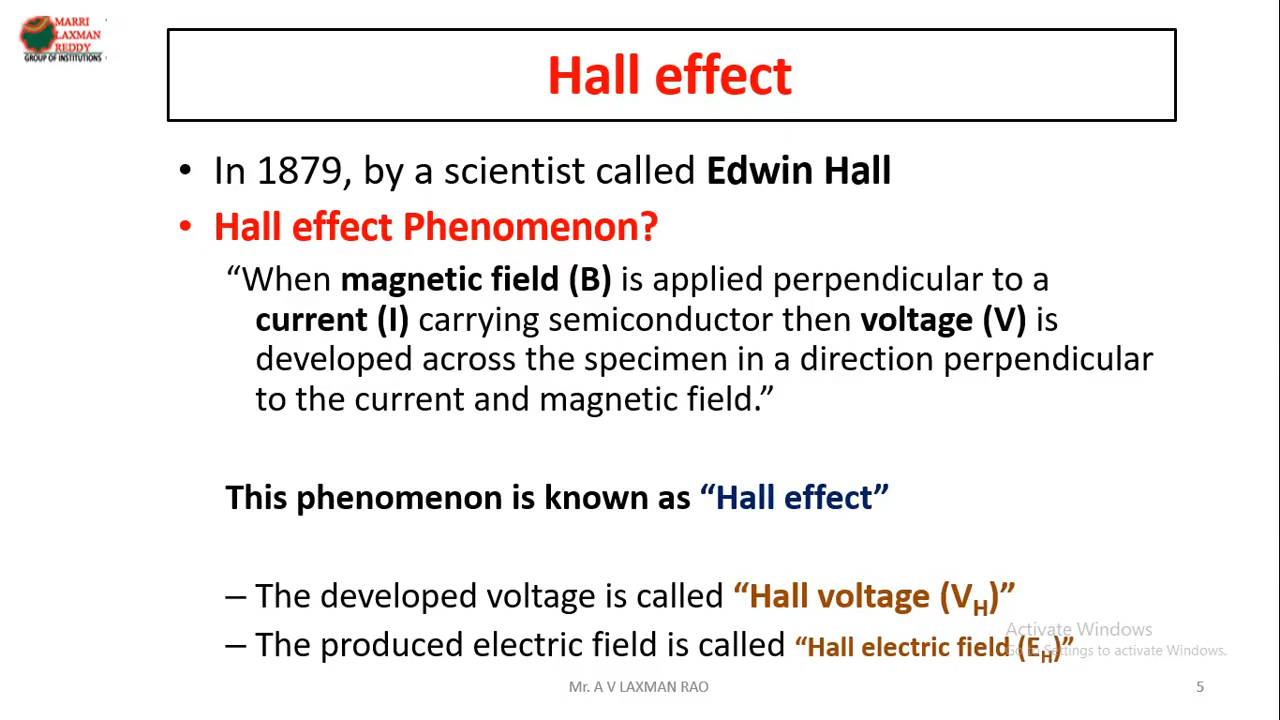 MARRI
LAXMAN
REDDY
GROUP OF INSTITUTIONS
Hall effect
• In 1879, by a scientist called Edwin Hall
• Hall effect Phenomenon?
“When magnetic field (B) is applied perpendicular to a
current (I) carrying semiconductor then voltage (V) is
developed across the specimen in a direction perpendicular
to the current and magnetic field.”
This phenomenon is known as “Hall effect”
– The developed voltage is called “Hall voltage (VH)”
– The produced electric field is called “Hall electric field (EH)”
Activate Windows
Go to Settings to activate Windows.
Mr. A V LAXMAN RAO
5